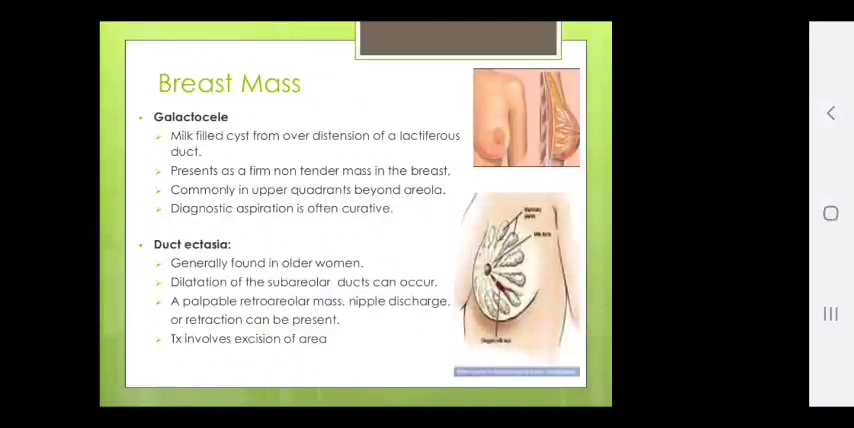 Breast Mass
Galactocele
Milk filled cyst from over distension of a lactiferous
duct.
Presents as a firm non tender mass in the breast,
Commonly in upper quadrants beyond areola.
Diagnostic aspiration is often curative.
Duct ectasia:
Generally found in older women.
Dilatation of the subareolar ducts can occur.
A palpable retroareolar mass, nipple discharge,
or retraction can be present.
Tx involves excision of area